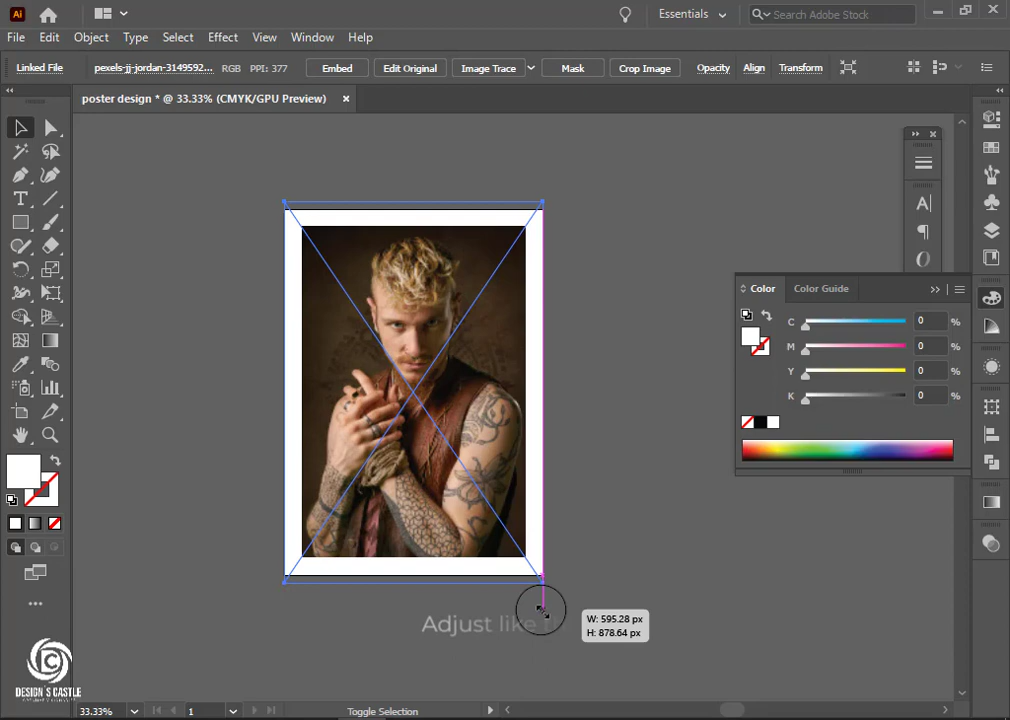 Ai
Essentials
Search Adobe Stock
File Edit Object Type Select Effect View Window Help
Linked File pexels-jj-jordan-3149592... RGB PPI: 377 Embed Edit Original Image Trace Mask Crop Image Opacity Align Transform
poster design * @ 33.33% (CMYK/GPU Preview)
Color Color Guide
C 0 %
M 0 %
Y 0 %
K 0 %
W: 595.28 px
H: 878.64 px
Adjust like
DESIGN'S CASTLE
33.33% 1 Toggle Selection